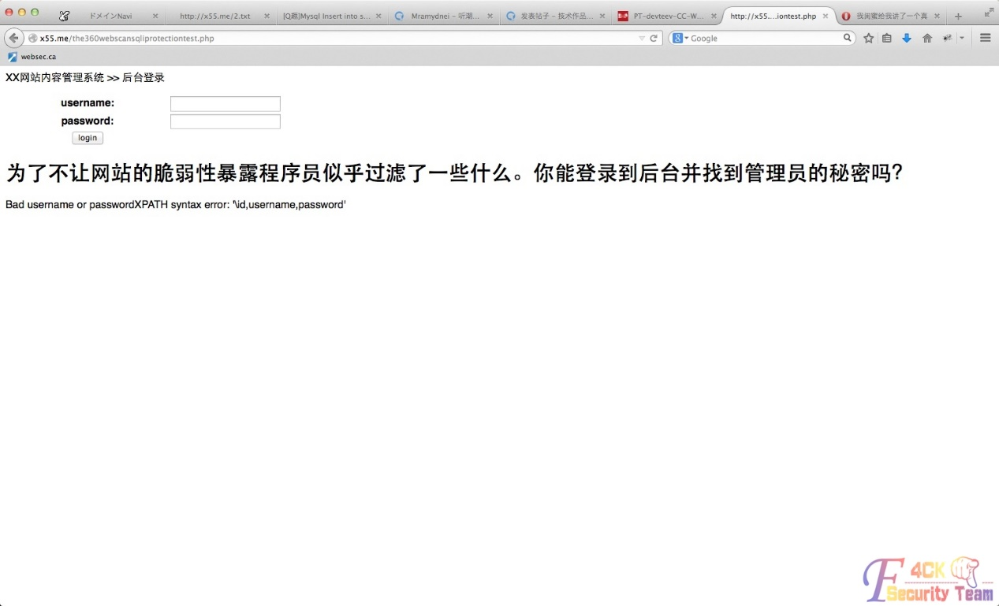 ドメインNavi
http://x55.me/2.txt
[Q廊]Mysql Insert into s...
Mramydnei - 听潮...
发表帖子 - 技术作品...
PT-devteev-CC-W...
http://x55....iontest.php
我闺蜜给我讲了一个真
x55.me/the360webscansqliprotectiontest.php
Google
websec.ca
XX网站内容管理系统 >> 后台登录
username:
password:
login
为了不让网站的脆弱性暴露程序员似乎过滤了一些什么。你能登录到后台并找到管理员的秘密吗?
Bad username or passwordXPATH syntax error: '\id,username,password'
F4CK
Security Team